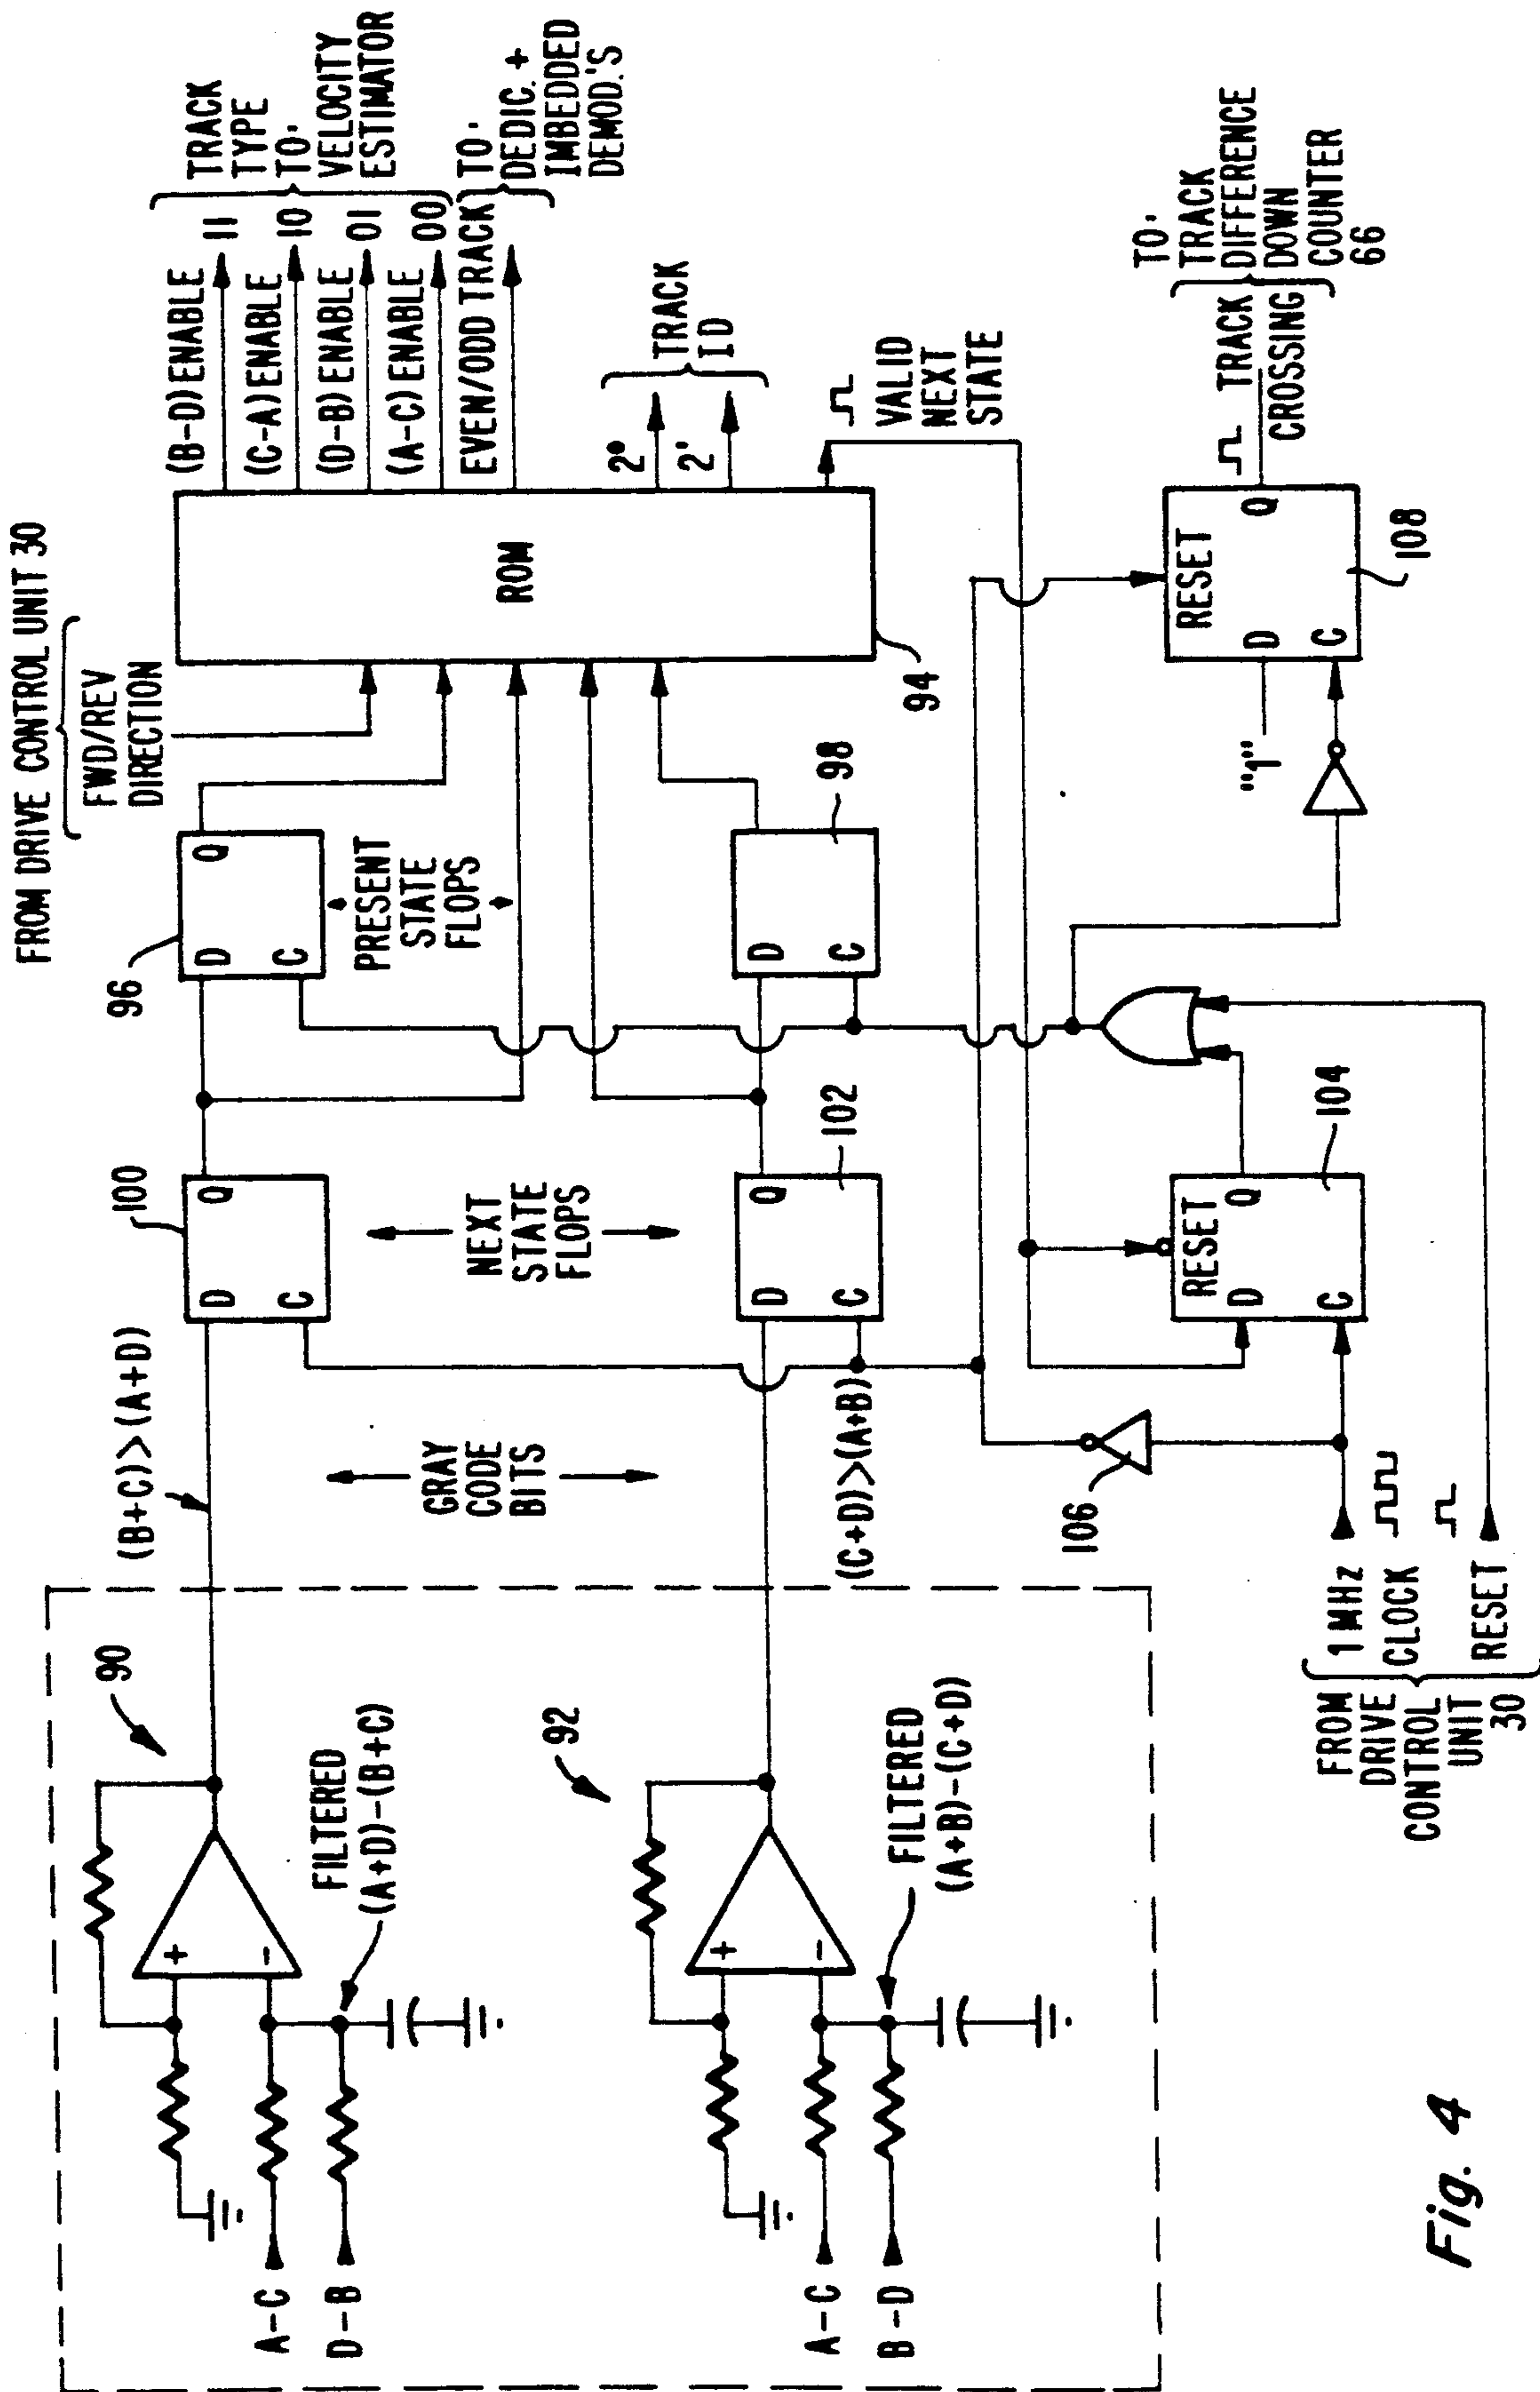 FROM DRIVE CONTROL UNIT 30
FWD/REV
DIRECTION
90
+
-
A-C
D-B
FILTERED
(A+D)-(B+C)
92
+
-
A-C
B-D
FILTERED
(A+B)-(C+D)
(B+C)>(A+D)
GRAY
CODE
BITS
(C+D)>(A+B)
100
D
Q
C
NEXT
STATE
FLOPS
102
D
Q
C
96
D
Q
C
PRESENT
STATE
FLOPS
98
D
C
ROM
94
(B-D) ENABLE 11
(C-A) ENABLE 10
(D-B) ENABLE 01
(A-C) ENABLE 00
TRACK
TYPE
TO:
VELOCITY
ESTIMATOR
EVEN/ODD TRACK
TO:
DEDIC. +
IMBEDDED
DEMOD.'S
2°
2'
TRACK
ID
VALID
NEXT
STATE
FROM
DRIVE
CONTROL
UNIT
30
1 MHz
CLOCK
RESET
106
RESET
D
Q
C
104
"1"
RESET
D
Q
C
108
TRACK
CROSSING
TO:
TRACK
DIFFERENCE
DOWN
COUNTER
66
Fig. 4